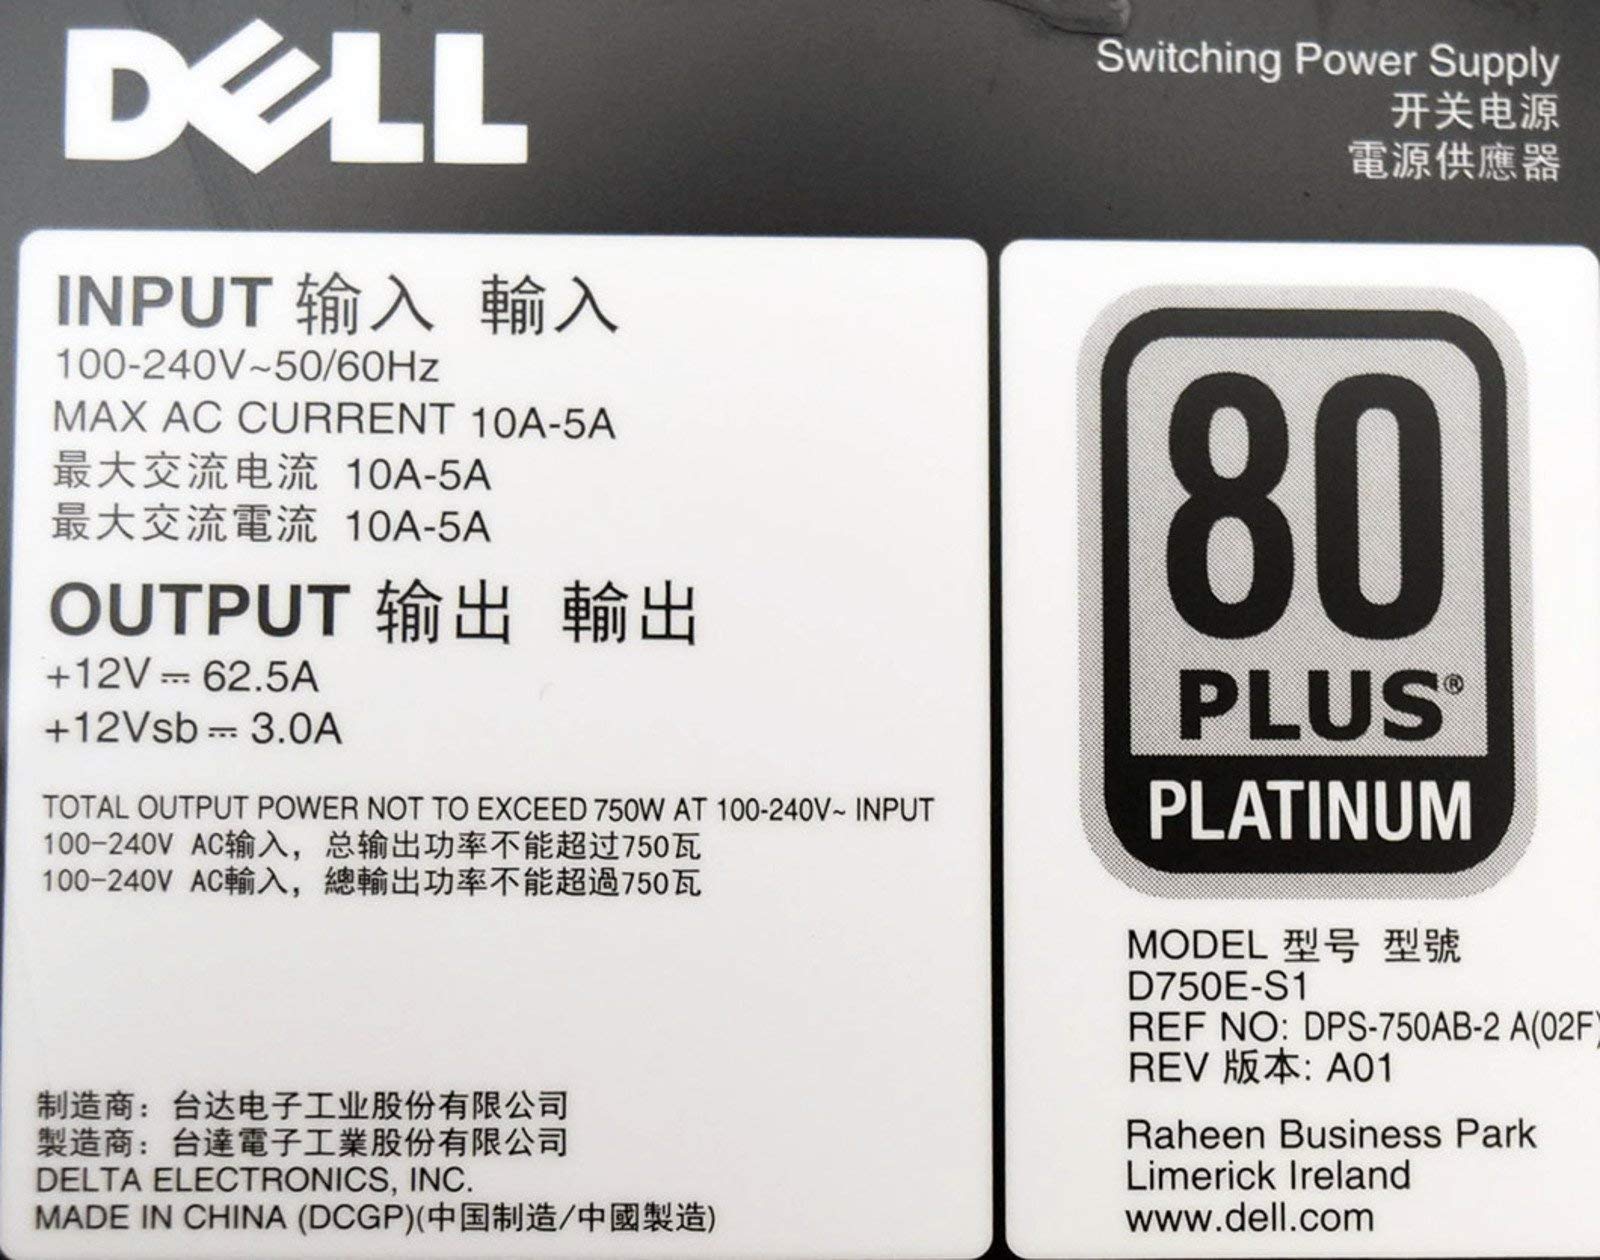 DELL
Switching Power Supply
开关电源
電源供應器
INPUT 输入 輸入
100-240V~50/60Hz
MAX AC CURRENT 10A-5A
最大交流电流 10A-5A
最大交流電流 10A-5A
OUTPUT 输出 輸出
+12V ⎓ 62.5A
+12Vsb ⎓ 3.0A
TOTAL OUTPUT POWER NOT TO EXCEED 750W AT 100-240V~ INPUT
100-240V AC输入，总输出功率不能超过750瓦
100-240V AC輸入，總輸出功率不能超過750瓦
制造商：台达电子工业股份有限公司
製造商：台達電子工業股份有限公司
DELTA ELECTRONICS, INC.
MADE IN CHINA (DCGP)(中国制造/中國製造)
80
PLUS®
PLATINUM
MODEL 型号 型號
D750E-S1
REF NO: DPS-750AB-2 A(02F)
REV 版本: A01
Raheen Business Park
Limerick Ireland
www.dell.com